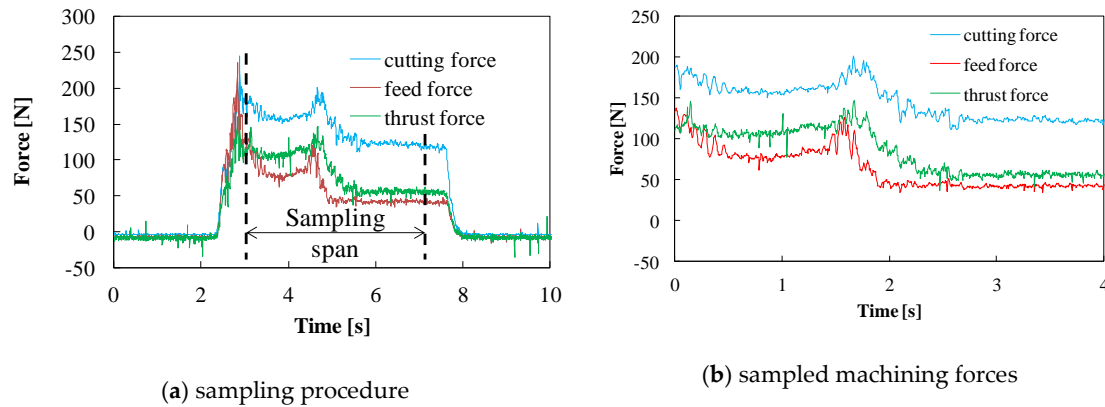 300
250
200
150
100
50
0
-50
Force [N]
cutting force
feed force
thrust force
Sampling
span
0 2 4 6 8 10
Time [s]
(a) sampling procedure
250
200
150
100
50
0
-50
Force [N]
cutting force
feed force
thrust force
0 1 2 3 4
Time [s]
(b) sampled machining forces